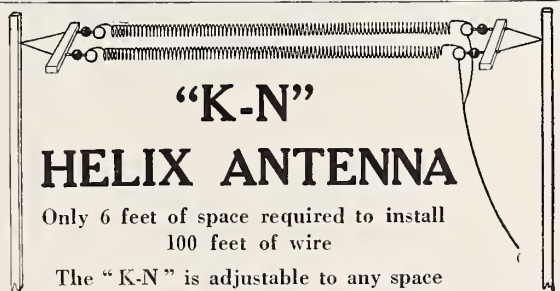 "K-N"
HELIX ANTENNA
Only 6 feet of space required to install
100 feet of wire
The "K-N" is adjustable to any space